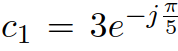 $c_1 = 3e^{-j\frac{\pi}{5}}$